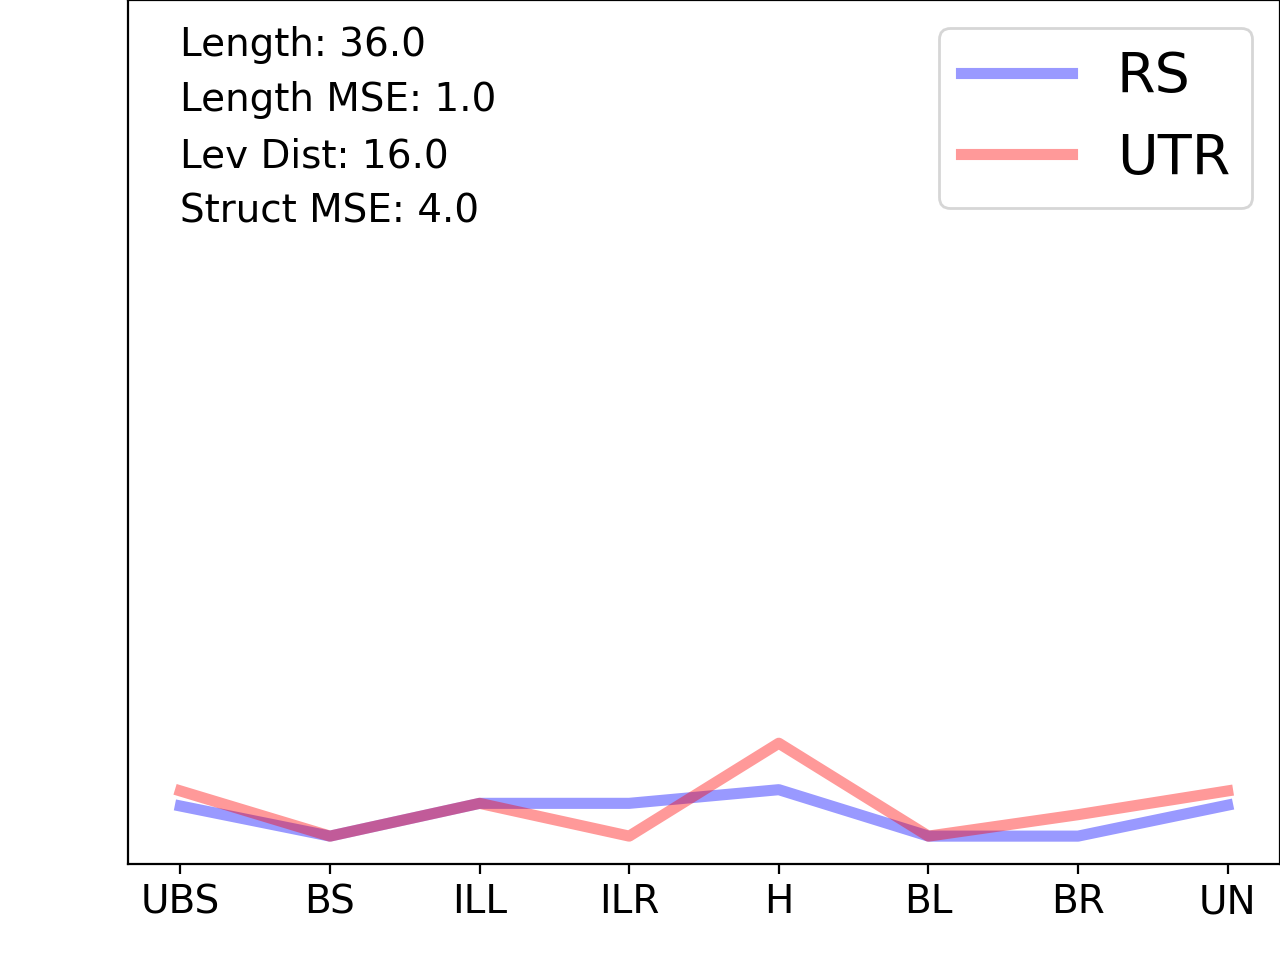 Length: 36.0
Length MSE: 1.0
Lev Dist: 16.0
Struct MSE: 4.0
RS
UTR
UBS BS ILL ILR H BL BR UN